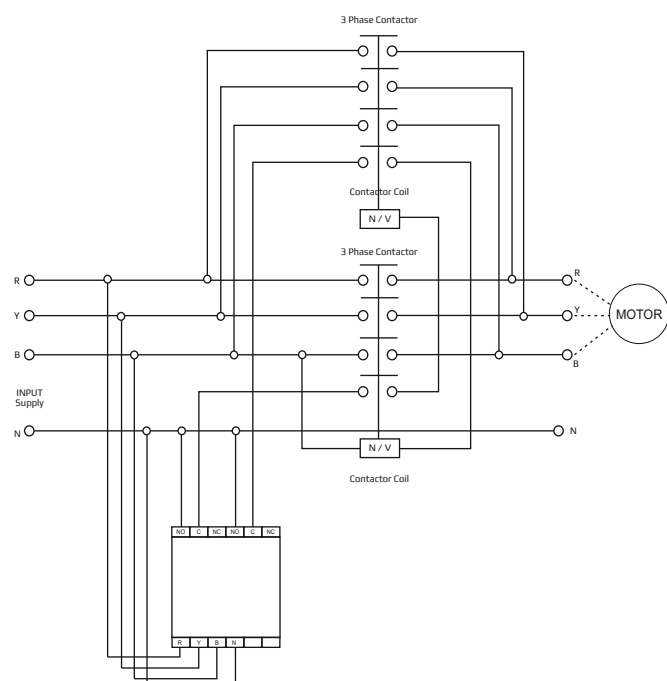 3 Phase Contactor
Contactor Coil
N / V
3 Phase Contactor
R
R
Y
Y
MOTOR
B
B
INPUT
Supply
N
N
N / V
Contactor Coil
NO C NC NO C NC
R Y B N